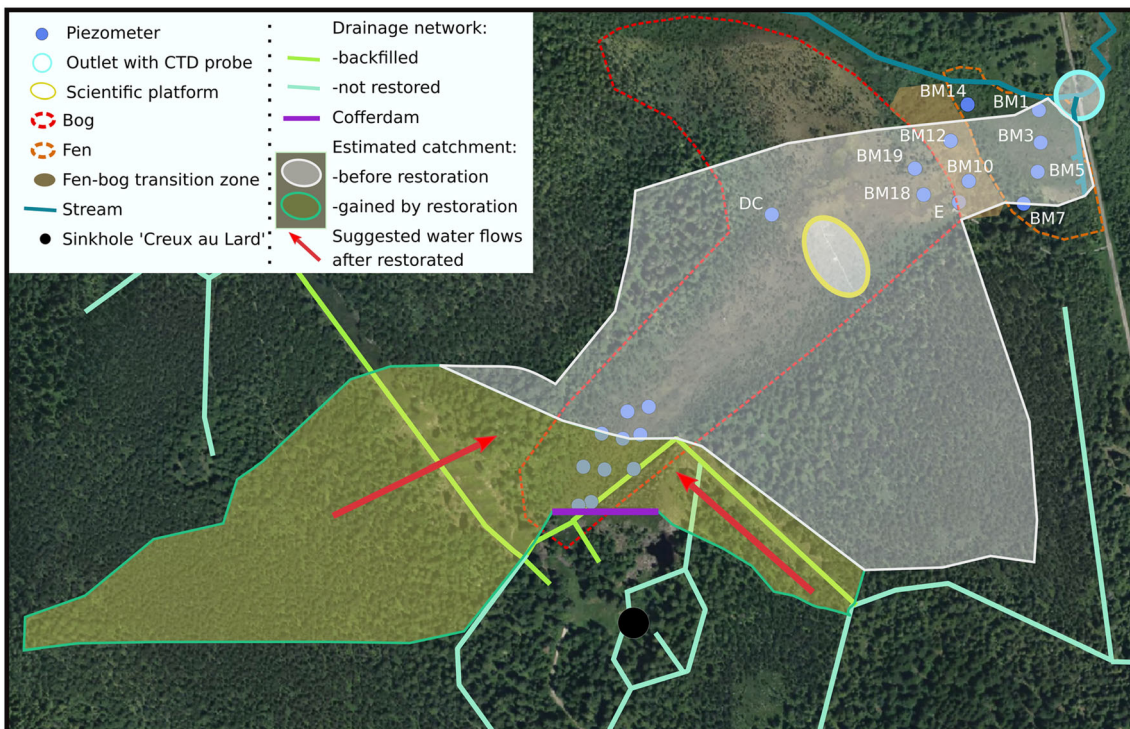 Piezometer
Outlet with CTD probe
Scientific platform
Bog
Fen
Fen-bog transition zone
Stream
Sinkhole 'Creux au Lard'
Drainage network:
-backfilled
-not restored
Cofferdam
Estimated catchment:
-before restoration
-gained by restoration
Suggested water flows
after restorated
BM14
BM1
BM12
BM3
BM19
BM10
BM5
BM18
DC
E
BM7